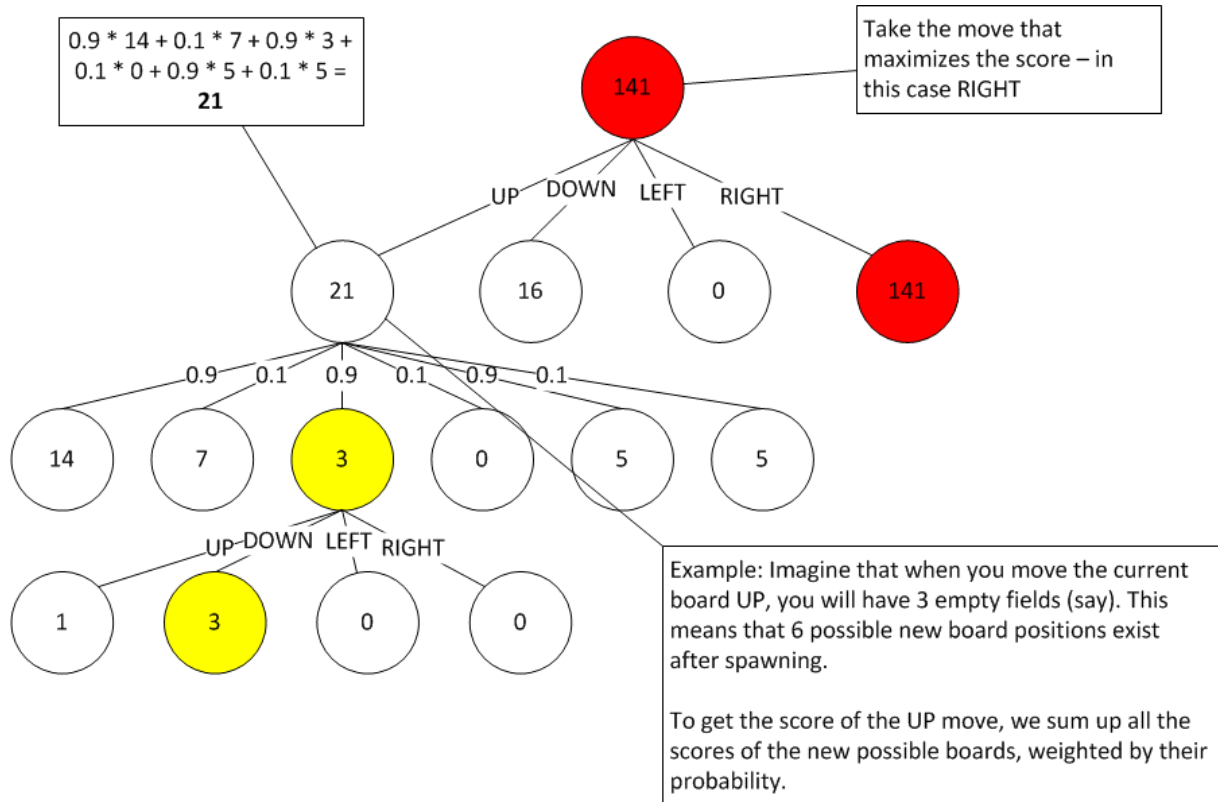 0.9 * 14 + 0.1 * 7 + 0.9 * 3 +
0.1 * 0 + 0.9 * 5 + 0.1 * 5 =
21
Take the move that
maximizes the score – in
this case RIGHT
141
UP DOWN LEFT RIGHT
21 16 0 141
0.9 0.1 0.9 0.1 0.9 0.1
14 7 3 0 5 5
UP DOWN LEFT RIGHT
1 3 0 0
Example: Imagine that when you move the current
board UP, you will have 3 empty fields (say). This
means that 6 possible new board positions exist
after spawning.
To get the score of the UP move, we sum up all the
scores of the new possible boards, weighted by their
probability.